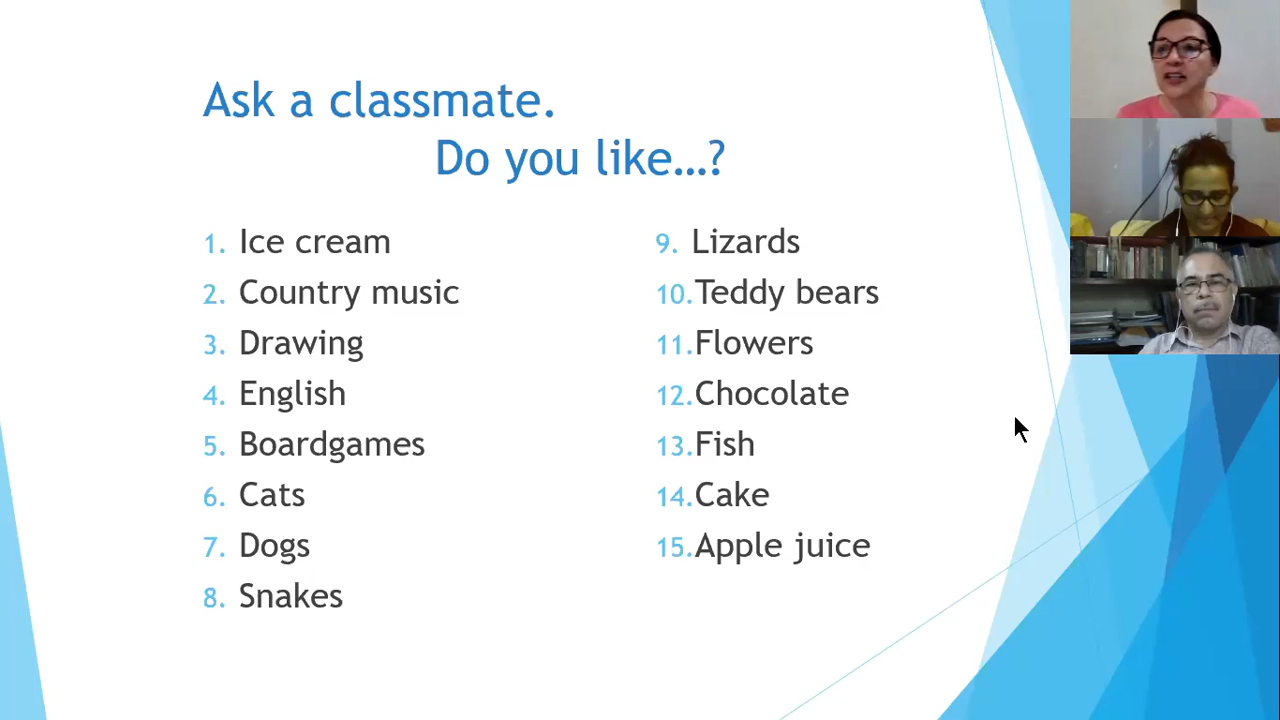 Ask a classmate.
Do you like...?
1. Ice cream
2. Country music
3. Drawing
4. English
5. Boardgames
6. Cats
7. Dogs
8. Snakes
9. Lizards
10. Teddy bears
11. Flowers
12. Chocolate
13. Fish
14. Cake
15. Apple juice